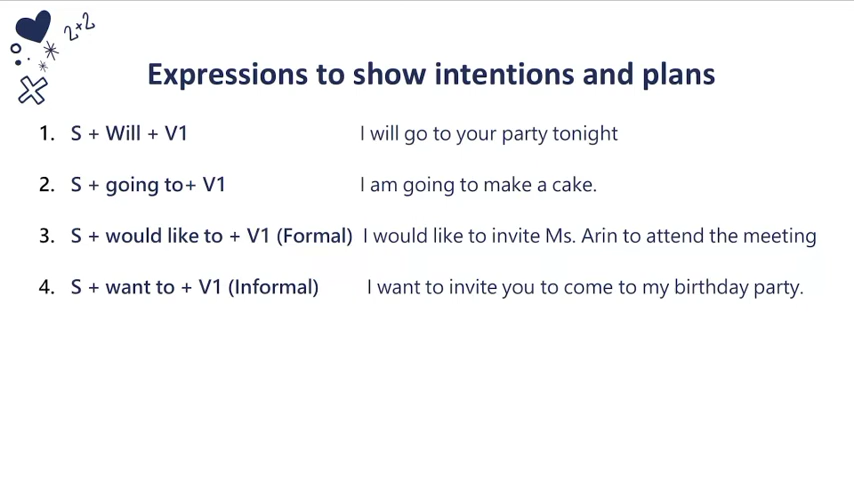 2×2
Expressions to show intentions and plans
1. S + Will + V1 I will go to your party tonight
2. S + going to+ V1 I am going to make a cake.
3. S + would like to + V1 (Formal) I would like to invite Ms. Arin to attend the meeting
4. S + want to + V1 (Informal) I want to invite you to come to my birthday party.